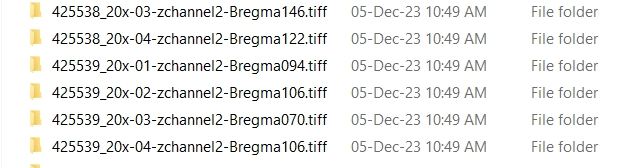 425538_20x-03-zchannel2-Bregma146.tiff 05-Dec-23 10:49 AM File folder
425538_20x-04-zchannel2-Bregma122.tiff 05-Dec-23 10:49 AM File folder
425539_20x-01-zchannel2-Bregma094.tiff 05-Dec-23 10:49 AM File folder
425539_20x-02-zchannel2-Bregma106.tiff 05-Dec-23 10:49 AM File folder
425539_20x-03-zchannel2-Bregma070.tiff 05-Dec-23 10:49 AM File folder
425539_20x-04-zchannel2-Bregma106.tiff 05-Dec-23 10:49 AM File folder